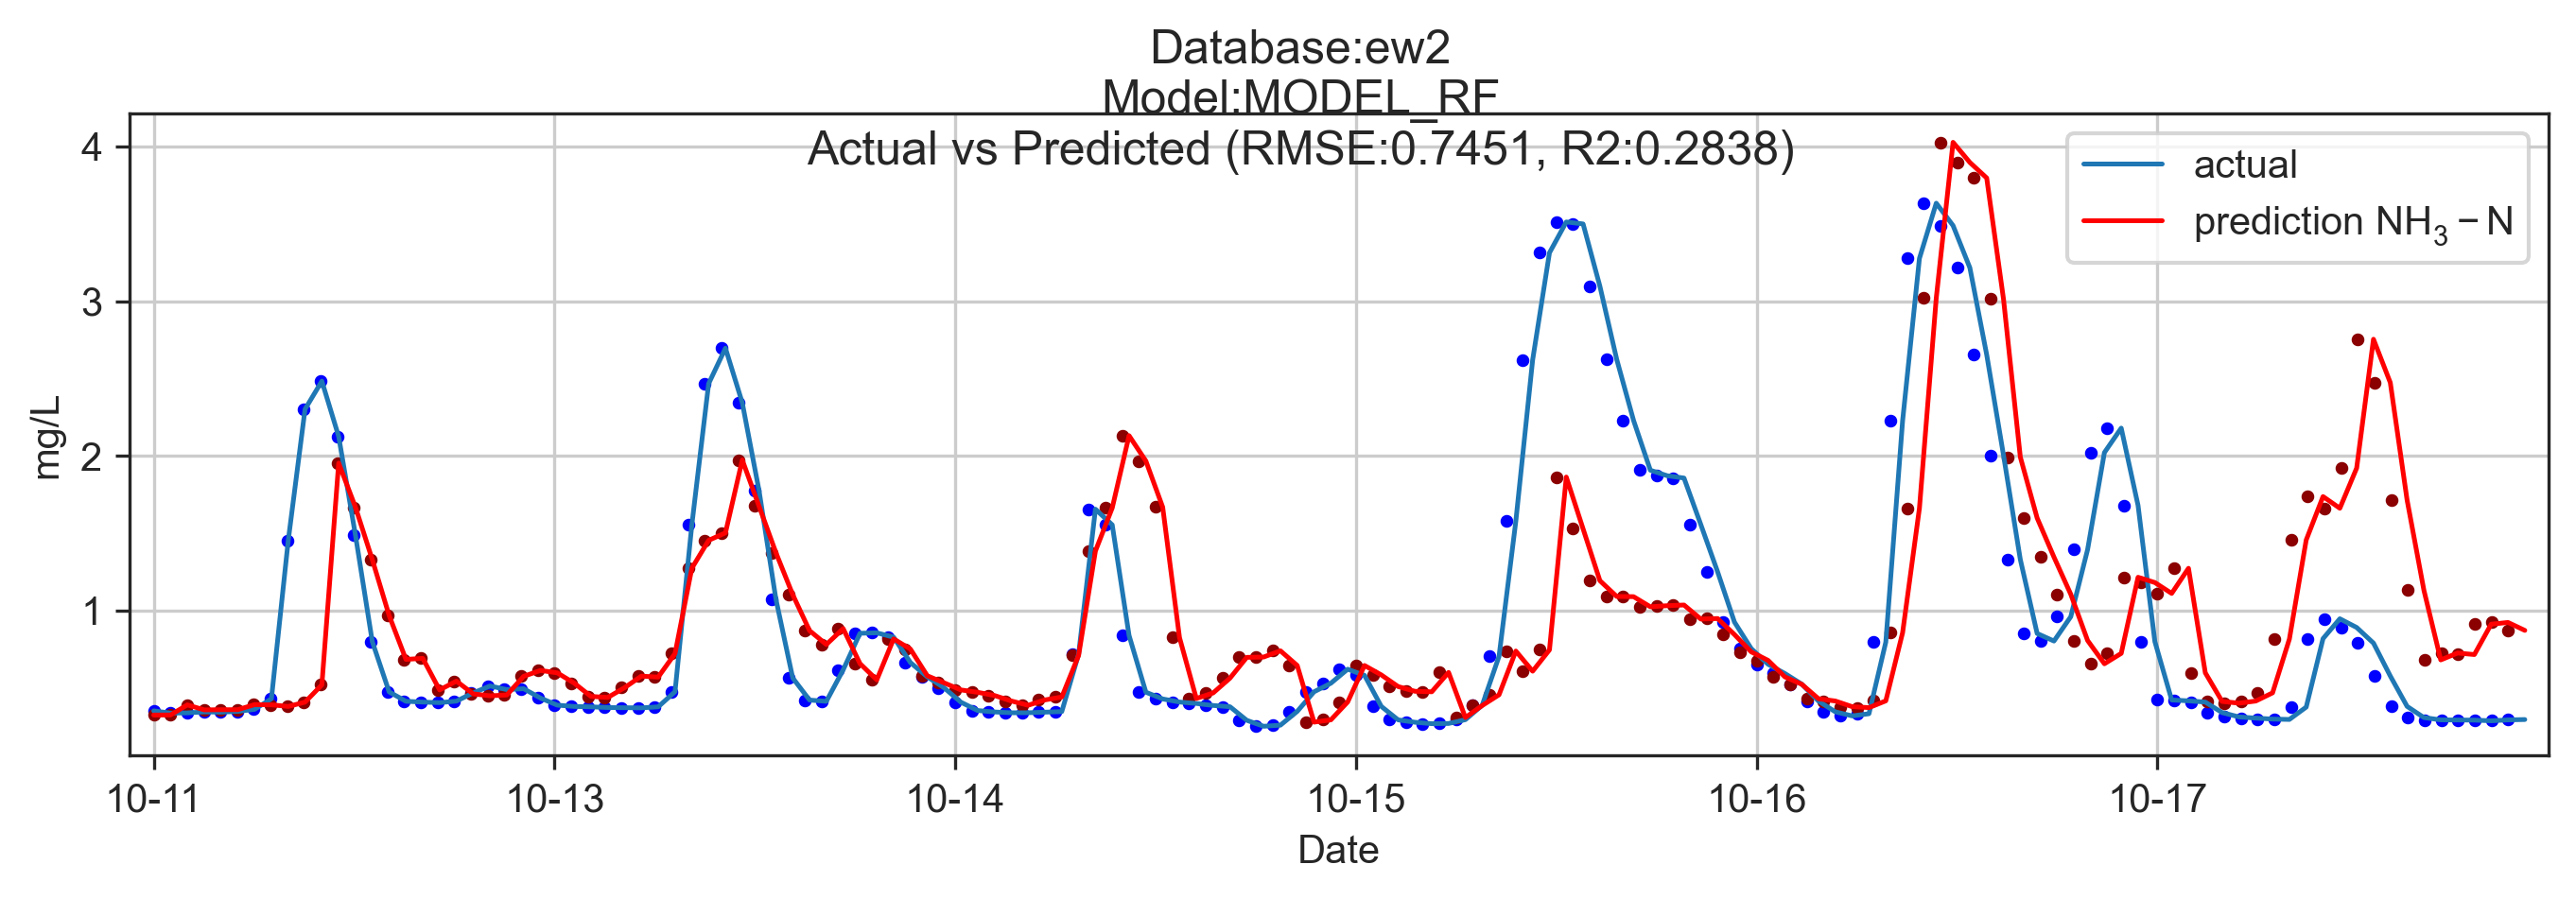 Database:ew2
Model:MODEL_RF
Actual vs Predicted (RMSE:0.7451, R2:0.2838)
actual
prediction NH₃ − N
4
3
2
1
mg/L
10-11 10-13 10-14 10-15 10-16 10-17
Date